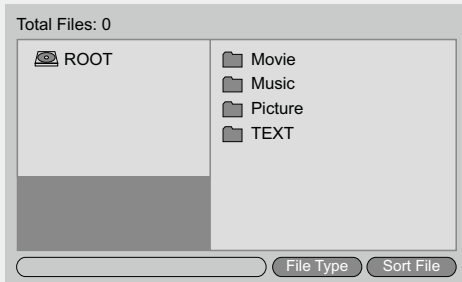 Total Files: 0
ROOT
Movie
Music
Picture
TEXT
File Type
Sort File